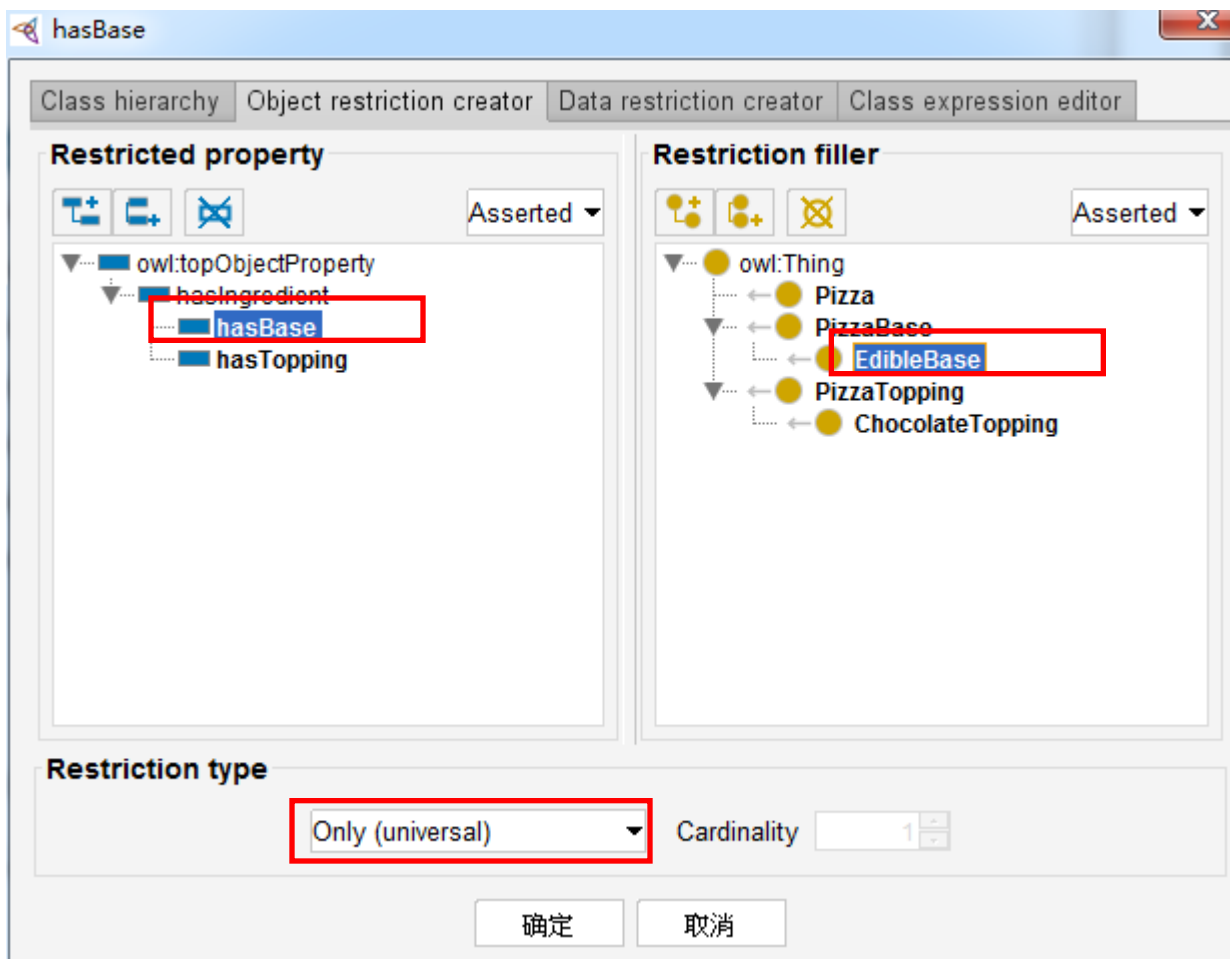 hasBase
Class hierarchy Object restriction creator Data restriction creator Class expression editor
Restricted property
Asserted
owl:topObjectProperty
hasIngredient
hasBase
hasTopping
Restriction filler
Asserted
owl:Thing
Pizza
PizzaBase
EdibleBase
PizzaTopping
ChocolateTopping
Restriction type
Only (universal) Cardinality 1
确定 取消